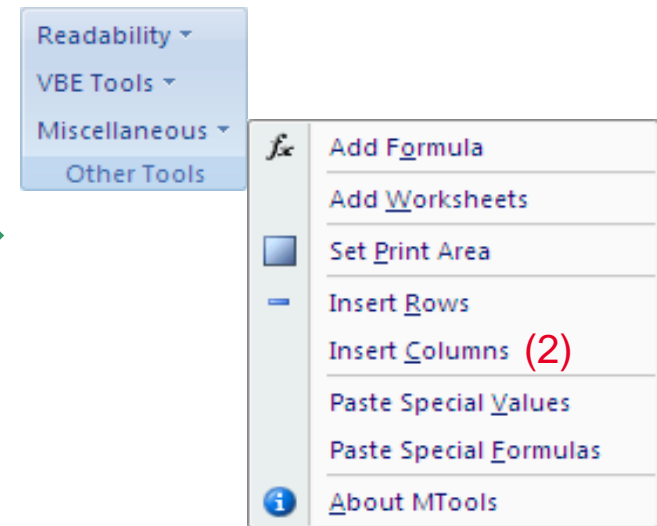 Readability
VBE Tools
Miscellaneous
Other Tools
fx Add Formula
Add Worksheets
Set Print Area
Insert Rows
Insert Columns (2)
Paste Special Values
Paste Special Formulas
i About MTools